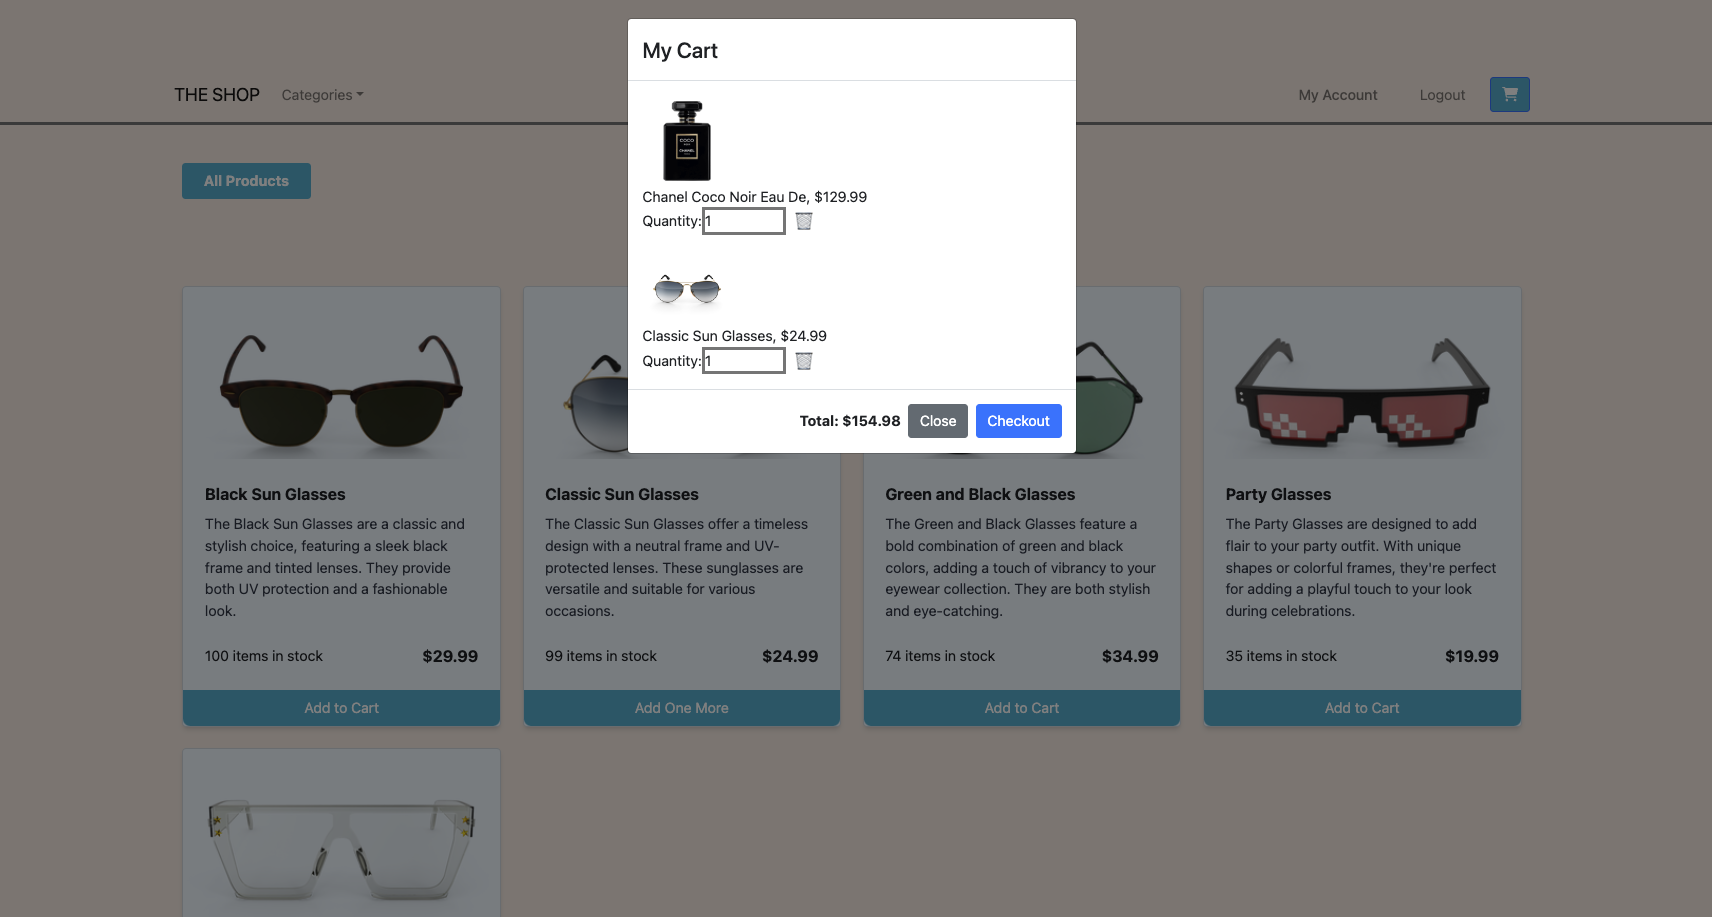 My Cart
THE SHOP
Categories
My Account
Logout
All Products
COCO
CHANEL
Chanel Coco Noir Eau De, $129.99
Quantity: 1
Classic Sun Glasses, $24.99
Quantity: 1
Total: $154.98
Close
Checkout
Black Sun Glasses
The Black Sun Glasses are a classic and
stylish choice, featuring a sleek black
frame and tinted lenses. They provide
both UV protection and a fashionable
look.
100 items in stock
$29.99
Add to Cart
Classic Sun Glasses
The Classic Sun Glasses offer a timeless
design with a neutral frame and UV-
protected lenses. These sunglasses are
versatile and suitable for various
occasions.
99 items in stock
$24.99
Add One More
Green and Black Glasses
The Green and Black Glasses feature a
bold combination of green and black
colors, adding a touch of vibrancy to your
eyewear collection. They are both stylish
and eye-catching.
74 items in stock
$34.99
Add to Cart
Party Glasses
The Party Glasses are designed to add
flair to your party outfit. With unique
shapes or colorful frames, they're perfect
for adding a playful touch to your look
during celebrations.
35 items in stock
$19.99
Add to Cart